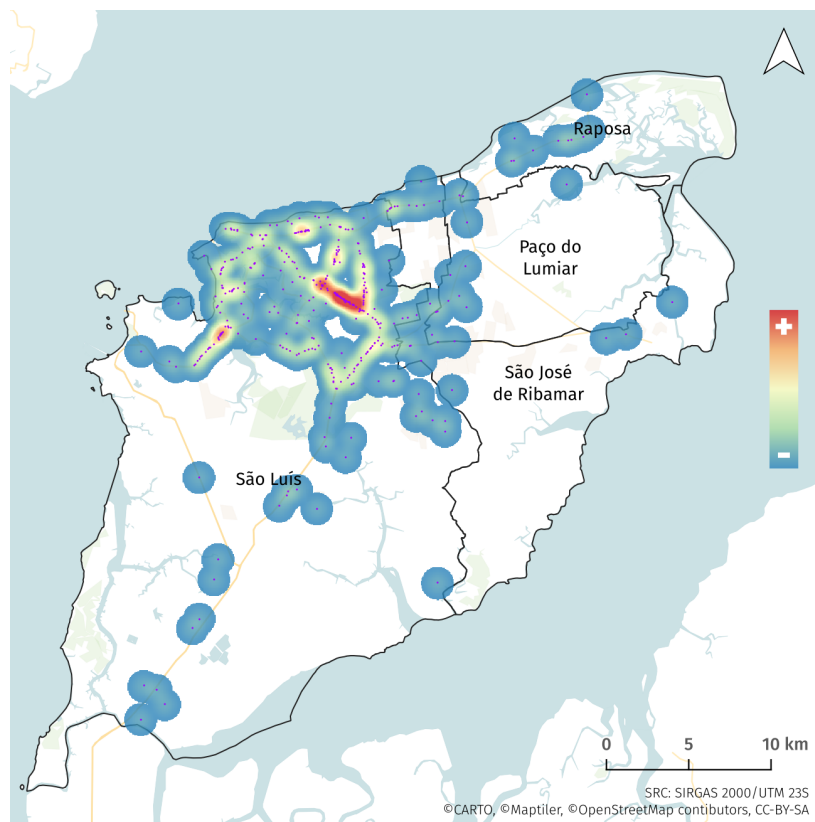 Raposa
Paço do
Lumiar
+
São José
de Ribamar
-
São Luís
0 5 10 km
SRC: SIRGAS 2000/UTM 23S
©CARTO, ©Maptiler, ©OpenStreetMap contibutors, CC-BY-SA